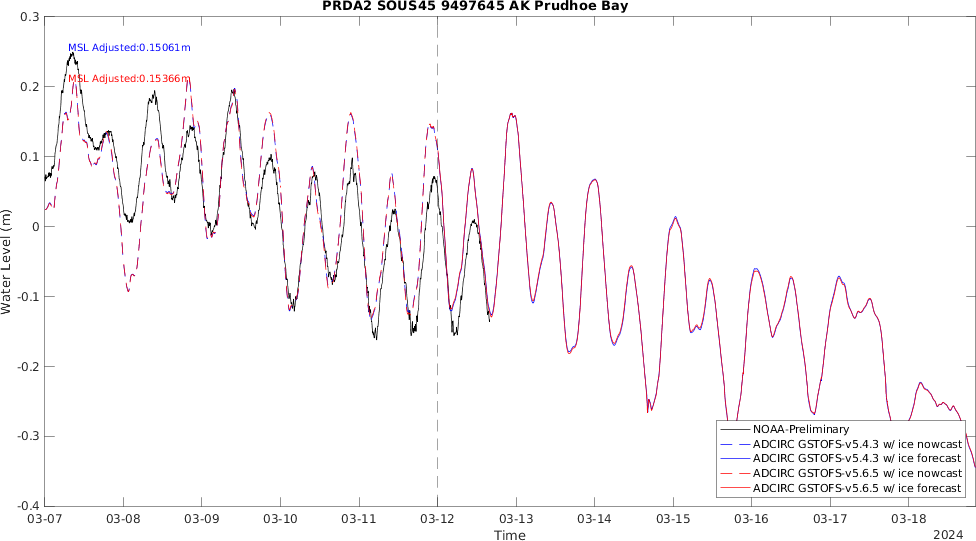 PRDA2 SOUS45 9497645 AK Prudhoe Bay
MSL Adjusted:0.15061m
MSL Adjusted:0.15366m
0.3
0.2
0.1
0
-0.1
-0.2
-0.3
-0.4
Water Level (m)
NOAA-Preliminary
ADCIRC GSTOFS-v5.4.3 w/ ice nowcast
ADCIRC GSTOFS-v5.4.3 w/ ice forecast
ADCIRC GSTOFS-v5.6.5 w/ ice nowcast
ADCIRC GSTOFS-v5.6.5 w/ ice forecast
03-07 03-08 03-09 03-10 03-11 03-12 03-13 03-14 03-15 03-16 03-17 03-18
Time
2024